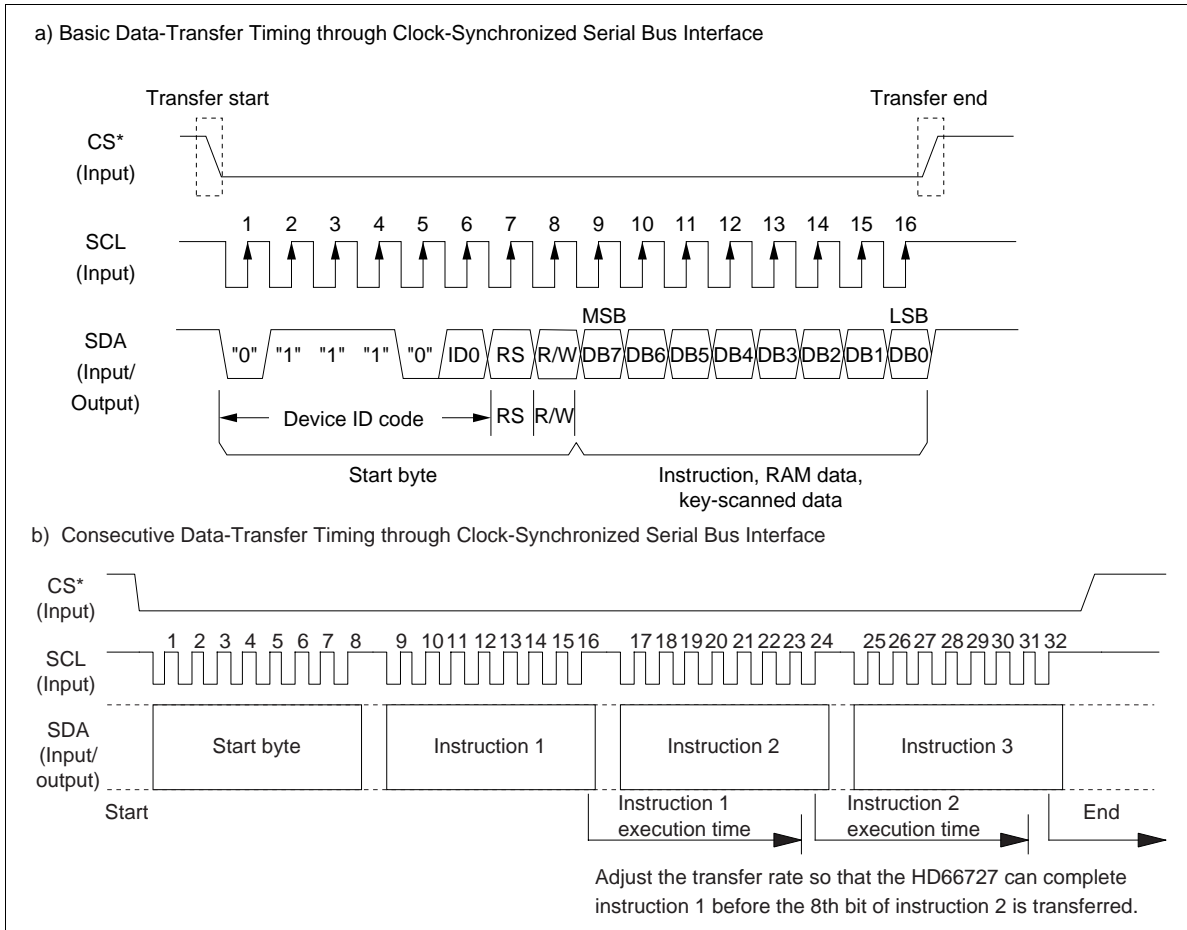 a) Basic Data-Transfer Timing through Clock-Synchronized Serial Bus Interface
Transfer start
Transfer end
CS*
(Input)
1 2 3 4 5 6 7 8 9 10 11 12 13 14 15 16
SCL
(Input)
MSB
LSB
SDA
(Input/
Output)
"0" "1" "1" "1" "0" ID0 RS R/W DB7 DB6 DB5 DB4 DB3 DB2 DB1 DB0
Device ID code RS R/W
Start byte
Instruction, RAM data,
key-scanned data
b) Consecutive Data-Transfer Timing through Clock-Synchronized Serial Bus Interface
CS*
(Input)
1 2 3 4 5 6 7 8 9 10 11 12 13 14 15 16 17 18 19 20 21 22 23 24 25 26 27 28 29 30 31 32
SCL
(Input)
SDA
(Input/
output)
Start byte Instruction 1 Instruction 2 Instruction 3
Start
Instruction 1
execution time
Instruction 2
execution time
End
Adjust the transfer rate so that the HD66727 can complete
instruction 1 before the 8th bit of instruction 2 is transferred.